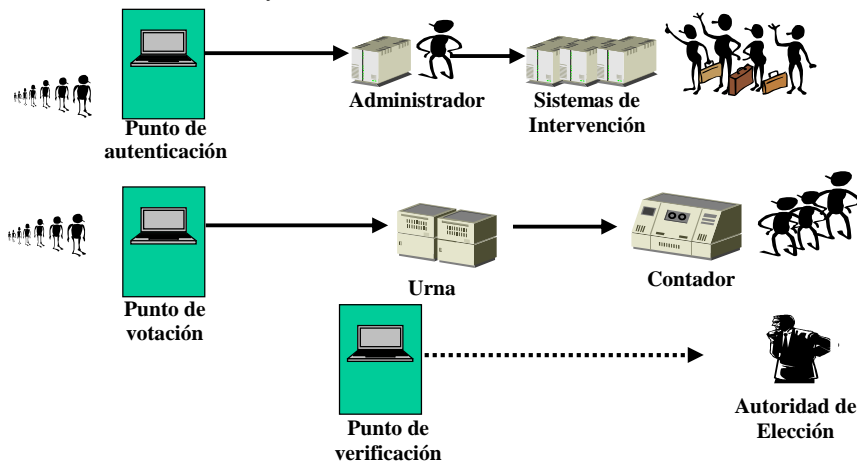 Punto de
autenticación
Administrador
Sistemas de
Intervención
Punto de
votación
Urna
Contador
Punto de
verificación
Autoridad de
Elección